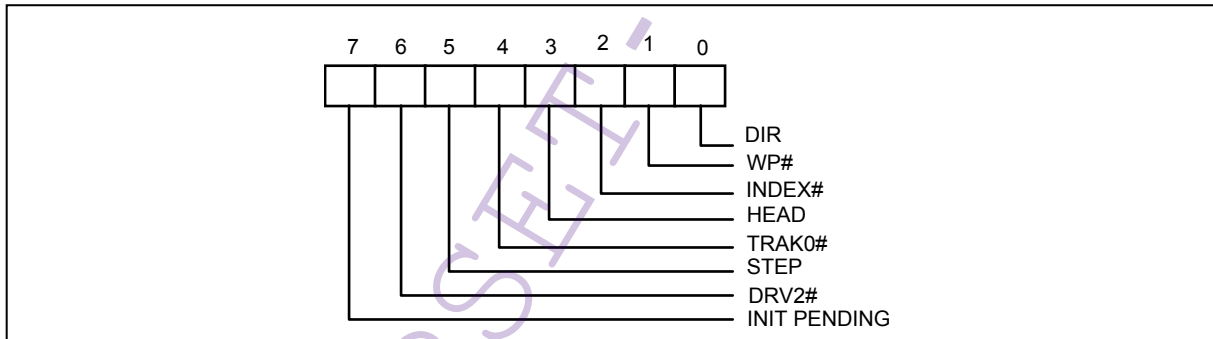 7 6 5 4 3 2 1 0
DIR
WP#
INDEX#
HEAD
TRAK0#
STEP
DRV2#
INIT PENDING